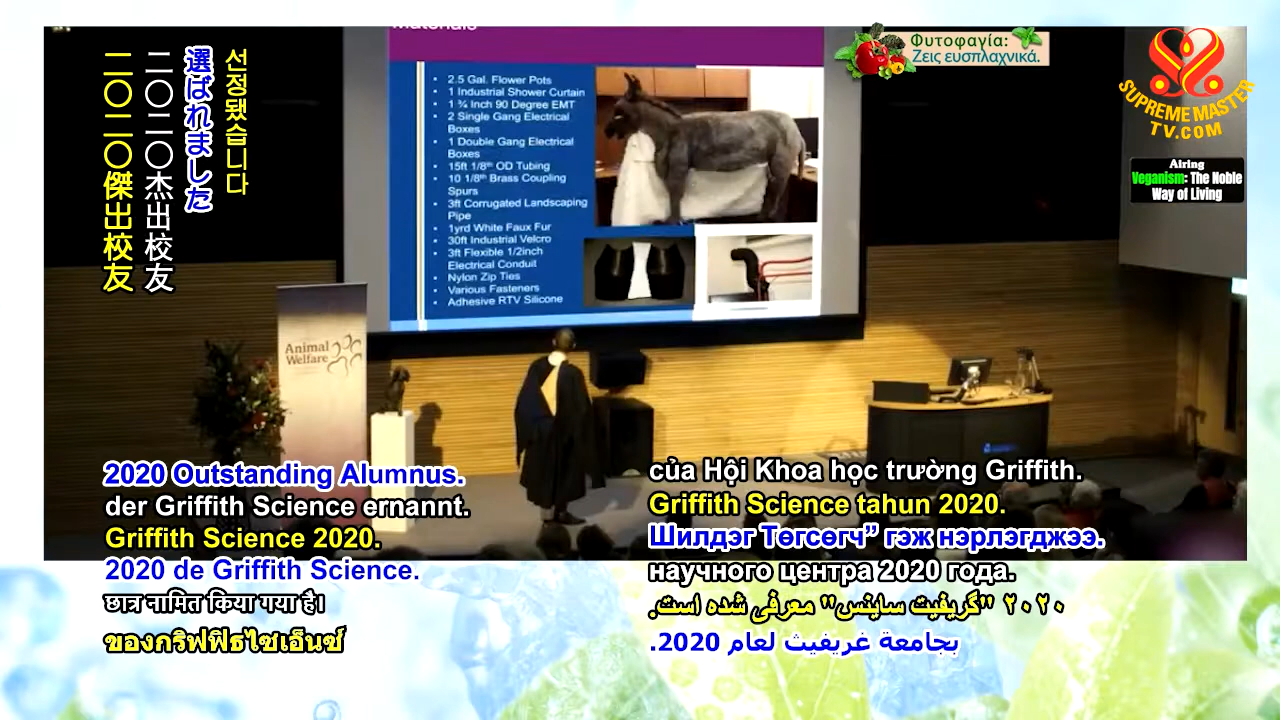 Materials
2.5 Gal. Flower Pots
1 Industrial Shower Curtain
1 ¾ Inch 90 Degree EMT
2 Single Gang Electrical
Boxes
1 Double Gang Electrical
Boxes
15ft 1/8th OD Tubing
10 1/8th Brass Coupling
Spurs
3ft Corrugated Landscaping
Pipe
1yrd White Faux Fur
30ft Industrial Velcro
3ft Flexible 1/2inch
Electrical Conduit
Nylon Zip Ties
Various Fasteners
Adhesive RTV Silicone
Φυτοφαγία:
Ζεις ευσπλαχνικά.
SUPREME MASTER
TV.COM
Airing
Veganism: The Noble
Way of Living
선정됐습니다
選ばれました
二〇二〇杰出校友
二〇二〇傑出校友
Animal
Welfare
2020 Outstanding Alumnus.
der Griffith Science ernannt.
Griffith Science 2020.
2020 de Griffith Science.
छात्र नामित किया गया है।
ของกริฟฟิธไซเอ็นซ์
của Hội Khoa học trường Griffith.
Griffith Science tahun 2020.
Шилдэг Төгсөгч” гэж нэрлэгджээ.
научного центра 2020 года.
۲۰۲۰ "گریفیت ساینس" معرفی شده است.
بجامعة غريفيث لعام 2020.